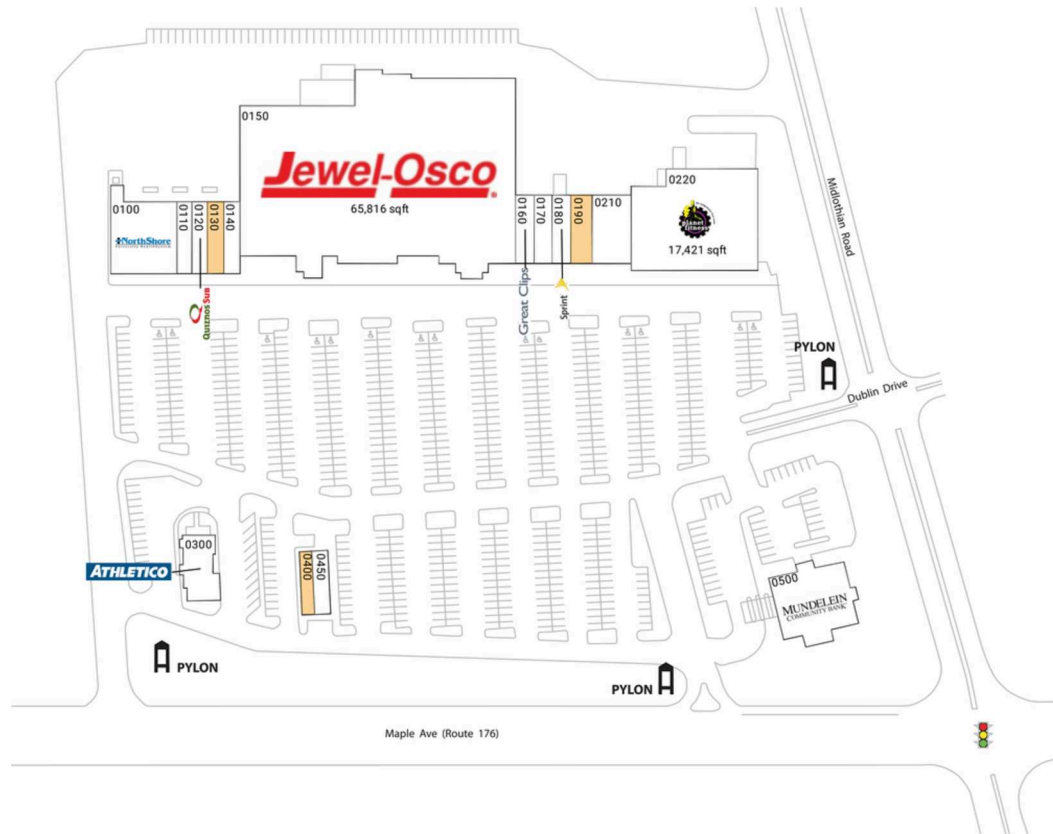 0150
Jewel-Osco
65,816 sqft
0100
NorthShore
0110
0120
0130
0140
0160
0170
0180
0190
0210
0220
planet
fitness
17,421 sqft
Midlothian Road
Quiznos Sub
Great Clips
Sprint
PYLON
Dublin Drive
0300
ATHLETICO
0400
0450
0500
MUNDELEIN
COMMUNITY BANK
PYLON
PYLON
Maple Ave (Route 176)